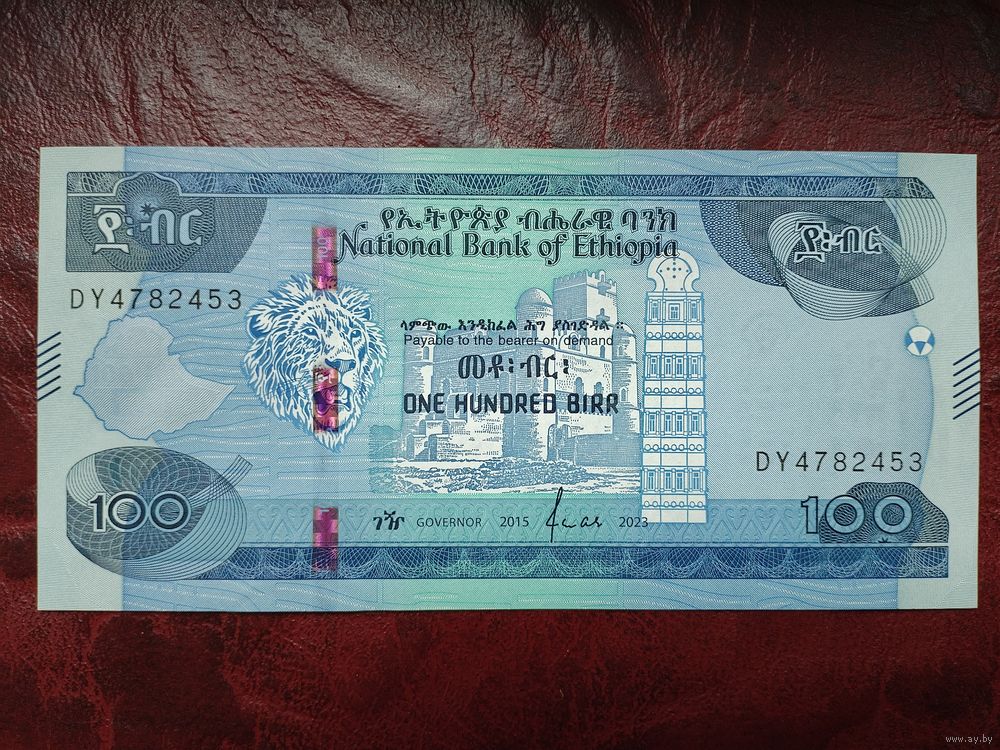 ፻፡ብር
የኢትዮጵያ ብሔራዊ ባንክ
፻፡ብር
National Bank of Ethiopia
DY4782453
ላምጭው እንዲከፈል ሕግ ያስገድዳል ።
Payable to the bearer on demand
መቶ፡ብር፡
ONE HUNDRED BIRR
DY4782453
100
ገዥ GOVERNOR 2015 2023
100
www.ay.by